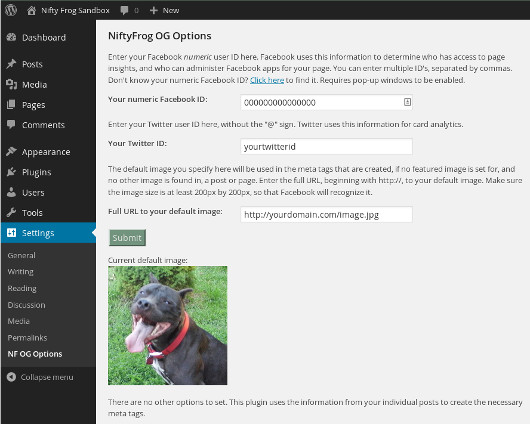 Nifty Frog Sandbox 0 + New
Dashboard
Posts
Media
Pages
Comments
Appearance
Plugins
Users
Tools
Settings
General
Writing
Reading
Discussion
Media
Permalinks
NF OG Options
Collapse menu
NiftyFrog OG Options
Enter your Facebook numeric user ID here. Facebook uses this information to determine who has access to page
insights, and who can administer Facebook apps for your page. You can enter multiple ID's, separated by commas.
Don't know your numeric Facebook ID? Click here to find it. Requires pop-up windows to be enabled.
Your numeric Facebook ID: 000000000000000
Enter your Twitter user ID here, without the "@" sign. Twitter uses this information for card analytics.
Your Twitter ID: yourtwitterid
The default image you specify here will be used in the meta tags that are created, if no featured image is set for, and
no other image is found in, a post or page. Enter the full URL, beginning with http://, to your default image. Make sure
the image size is at least 200px by 200px, so that Facebook will recognize it.
Full URL to your default image: http://yourdomain.com/image.jpg
Submit
Current default image:
There are no other options to set. This plugin uses the information from your individual posts to create the necessary
meta tags.